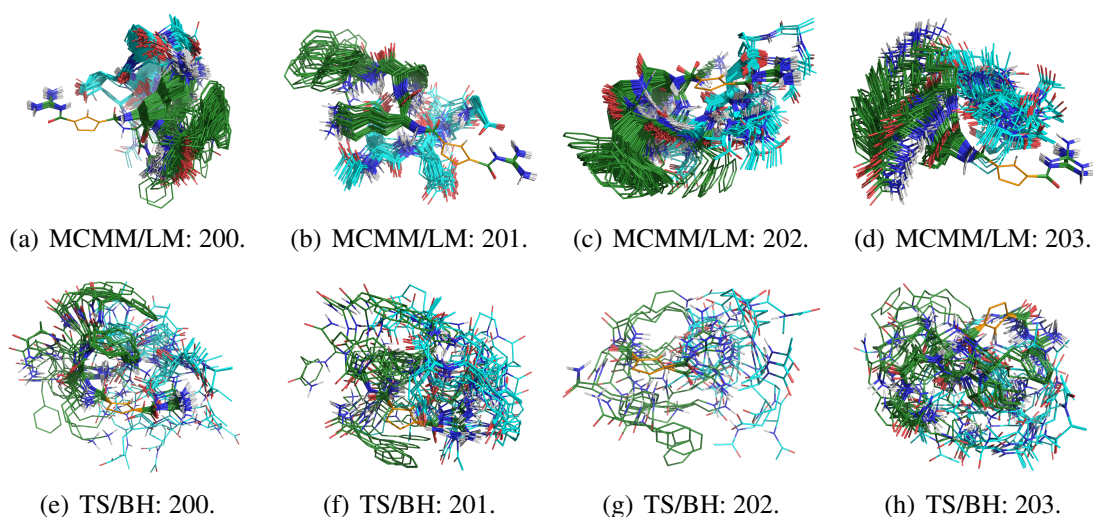 (a) MCMM/LM: 200.
(b) MCMM/LM: 201.
(c) MCMM/LM: 202.
(d) MCMM/LM: 203.
(e) TS/BH: 200.
(f) TS/BH: 201.
(g) TS/BH: 202.
(h) TS/BH: 203.